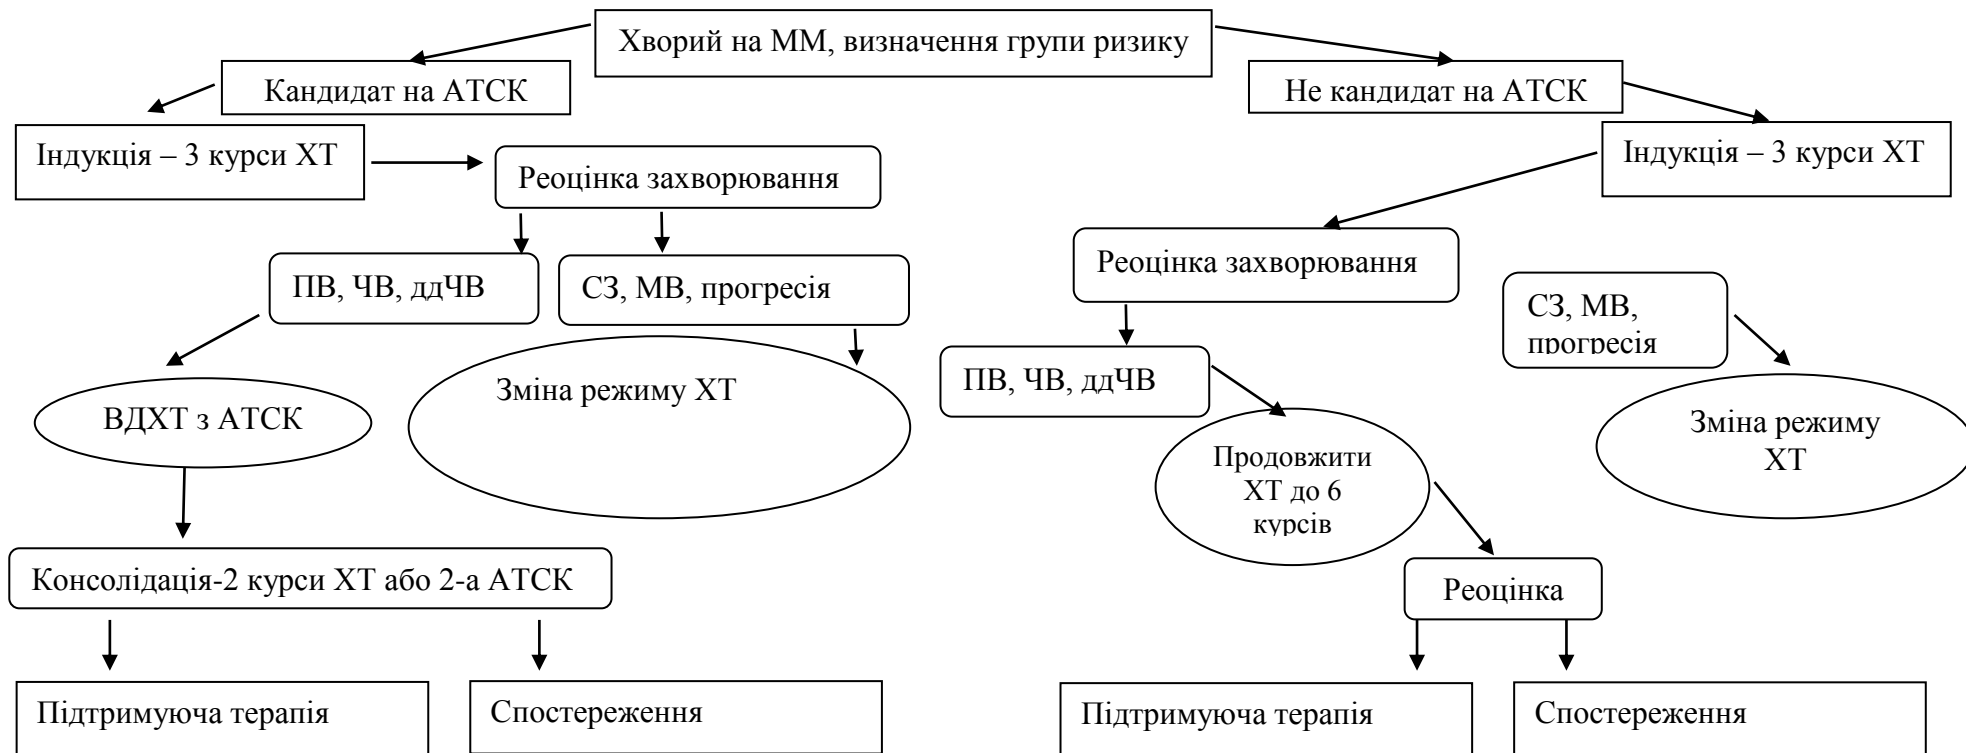 Хворий на ММ, визначення групи ризику
Кандидат на АТСК
Не кандидат на АТСК
Індукція – 3 курси ХТ
Індукція – 3 курси ХТ
Реоцінка захворювання
Реоцінка захворювання
ПВ, ЧВ, ддЧВ
СЗ, МВ, прогресія
СЗ, МВ,
прогресія
ПВ, ЧВ, ддЧВ
Зміна режиму ХТ
ВДХТ з АТСК
Зміна режиму
ХТ
Продовжити
ХТ до 6
курсів
Консолідація-2 курси ХТ або 2-а АТСК
Реоцінка
Підтримуюча терапія
Спостереження
Підтримуюча терапія
Спостереження